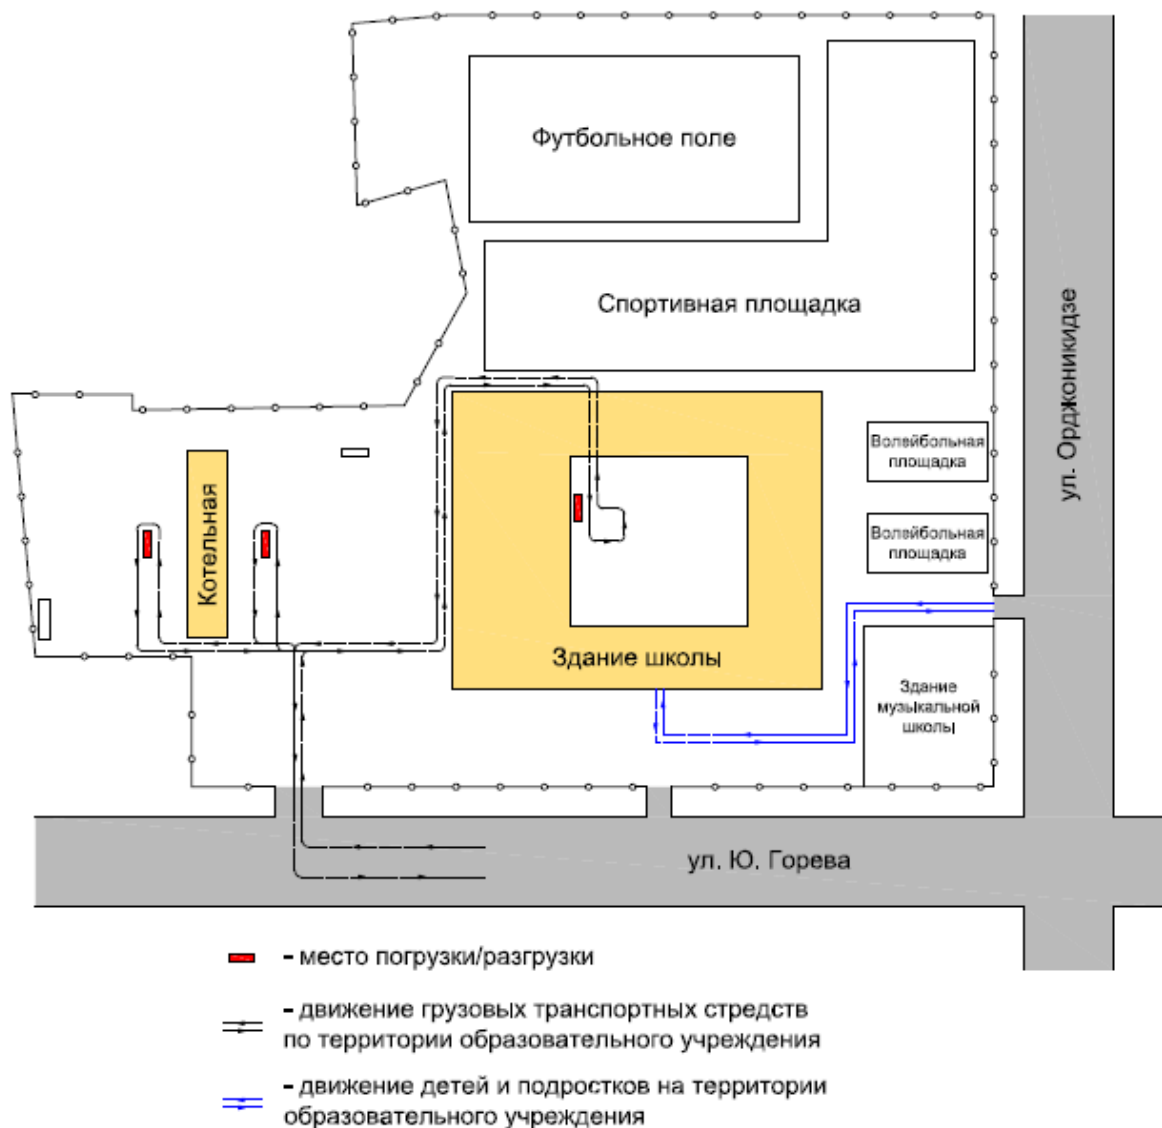 Футбольное поле
Спортивная площадка
ул. Орджоникидзе
Волейбольная
площадка
Волейбольная
площадка
Котельная
Здание школы
Здание
музыкальной
школы
ул. Ю. Горева
- место погрузки/разгрузки
- движение грузовых транспортных стредств
по территории образовательного учреждения
- движение детей и подростков на территории
образовательного учреждения